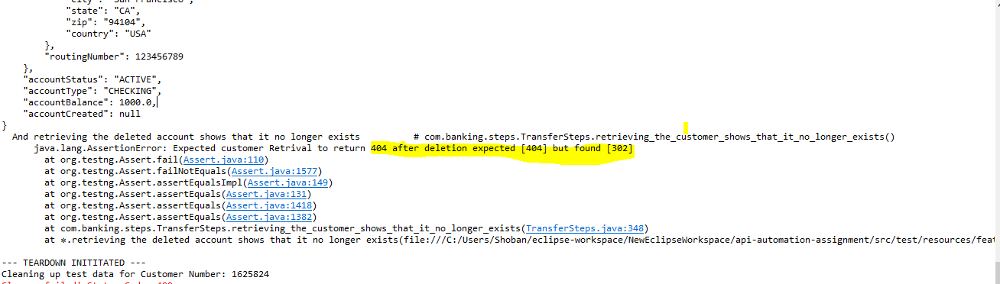 "state": "CA",
"zip": "94104",
"country": "USA"
},
"routingNumber": 123456789
},
"accountStatus": "ACTIVE",
"accountType": "CHECKING",
"accountBalance": 1000.0,
"accountCreated": null
}
And retrieving the deleted account shows that it no longer exists # com.banking.steps.TransferSteps.retrieving_the_customer_shows_that_it_no_longer_exists()
java.lang.AssertionError: Expected customer Retrival to return 404 after deletion expected [404] but found [302]
at org.testng.Assert.fail(Assert.java:110)
at org.testng.Assert.failNotEquals(Assert.java:1577)
at org.testng.Assert.assertEqualsImpl(Assert.java:149)
at org.testng.Assert.assertEquals(Assert.java:131)
at org.testng.Assert.assertEquals(Assert.java:1418)
at org.testng.Assert.assertEquals(Assert.java:1382)
at com.banking.steps.TransferSteps.retrieving_the_customer_shows_that_it_no_longer_exists(TransferSteps.java:348)
at *.retrieving the deleted account shows that it no longer exists(file:///C:/Users/Shoban/eclipse-workspace/NewEclipseWorkspace/api-automation-assignment/src/test/resources/feat
--- TEARDOWN INITITATED ---
Cleaning up test data for Customer Number: 1625824